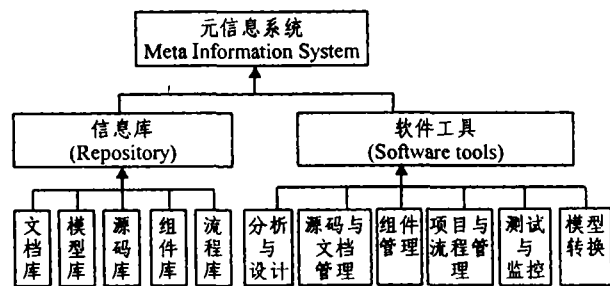 元信息系统
Meta Information System
信息库
(Repository)
软件工具
(Software tools)
文档库
模型库
源码库
组件库
流程库
分析与设计
源码与文档管理
组件管理
项目与流程管理
测试与监控
模型转换